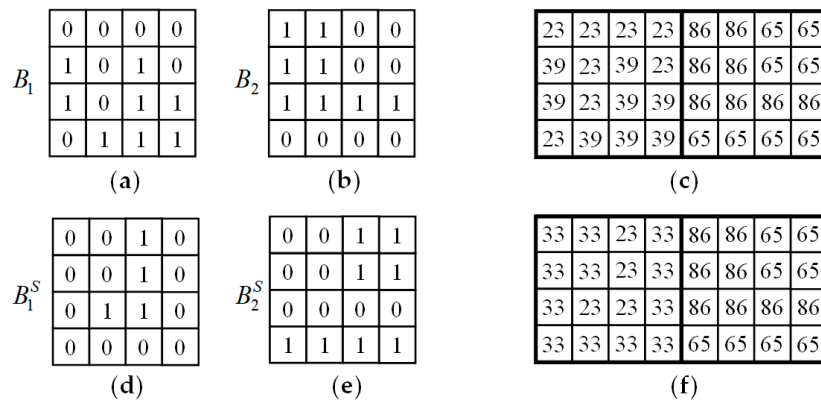 0 0 0 0 1 1 0 0 23 23 23 23 86 86 65 65
1 0 1 0 1 1 0 0 39 23 39 23 86 86 65 65
B₁ B₂
1 0 1 1 1 1 1 1 39 23 39 39 86 86 86 86
0 1 1 1 0 0 0 0 23 39 39 39 65 65 65 65
(a) (b) (c)
0 0 1 0 0 0 1 1 33 33 23 33 86 86 65 65
0 0 1 0 0 0 1 1 33 33 23 33 86 86 65 65
B₁ˢ B₂ˢ
0 1 1 0 0 0 0 0 33 23 23 33 86 86 86 86
0 0 0 0 1 1 1 1 33 33 33 33 65 65 65 65
(d) (e) (f)